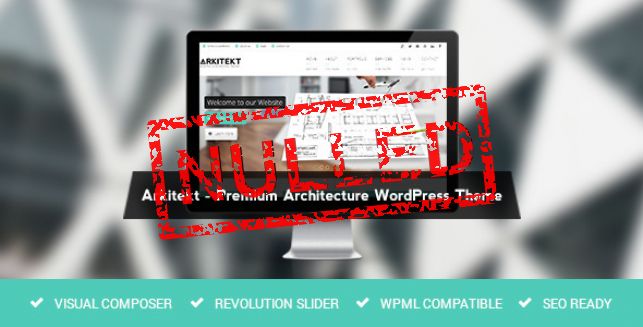 ARKITEKT
Welcome to our Website
NULLED
Arkitekt - Premium Architecture WordPress Theme
VISUAL COMPOSER
REVOLUTION SLIDER
WPML COMPATIBLE
SEO READY